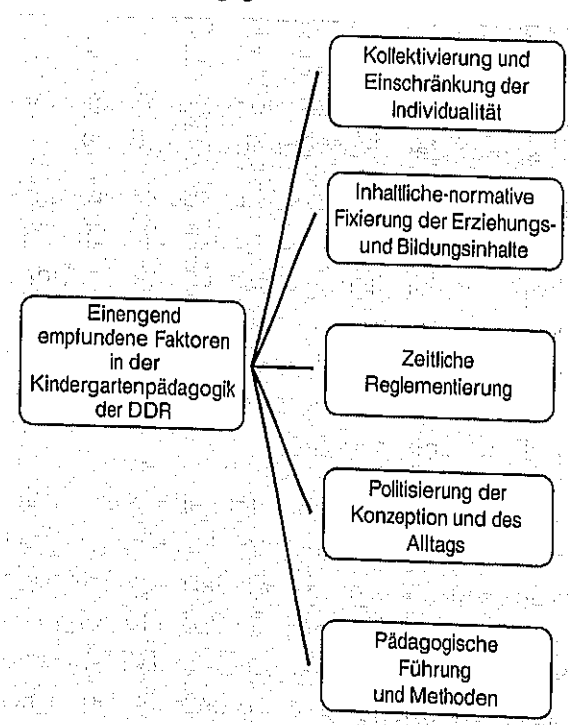 Kollektivierung und
Einschränkung der
Individualität
Inhaltliche-normative
Fixierung der Erziehungs-
und Bildungsinhalte
Einengend
empfundene Faktoren
in der
Kindergartenpädagogik
der DDR
Zeitliche
Reglementierung
Politisierung der
Konzeption und des
Alltags
Pädagogische
Führung
und Methoden